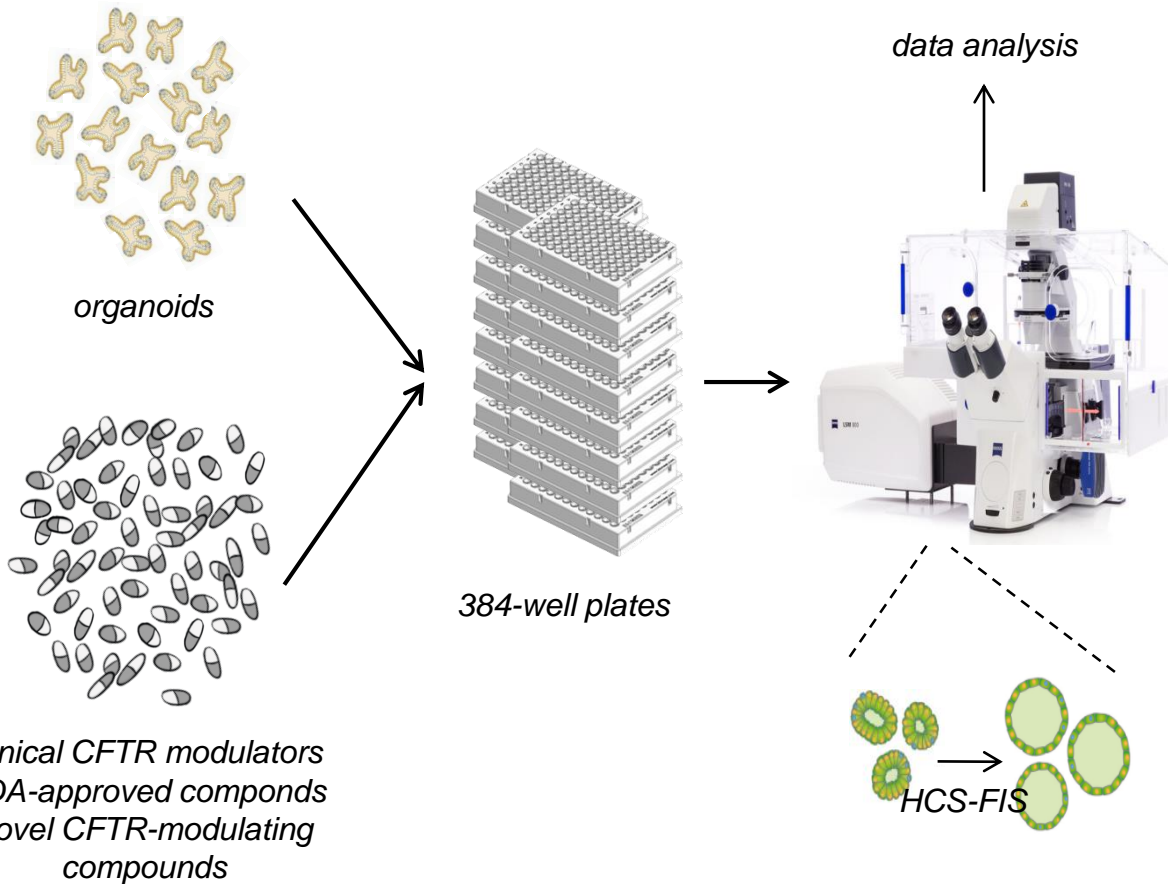 data analysis
organoids
384-well plates
nical CFTR modulators
DA-approved componds
ovel CFTR-modulating
compounds
HCS-FIS